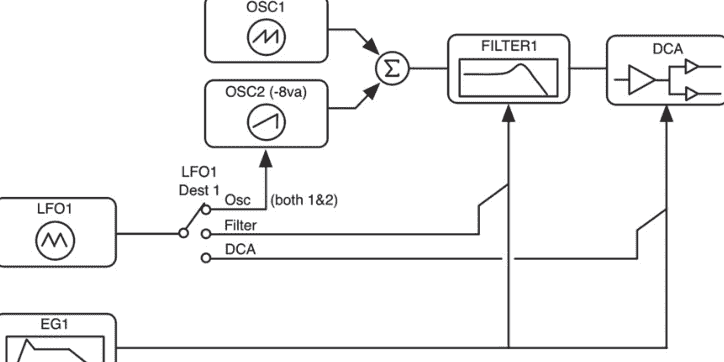 OSC1
FILTER1
DCA
Σ
OSC2 (-8va)
LFO1
Dest 1
Osc (both 1&2)
LFO1
Filter
DCA
EG1